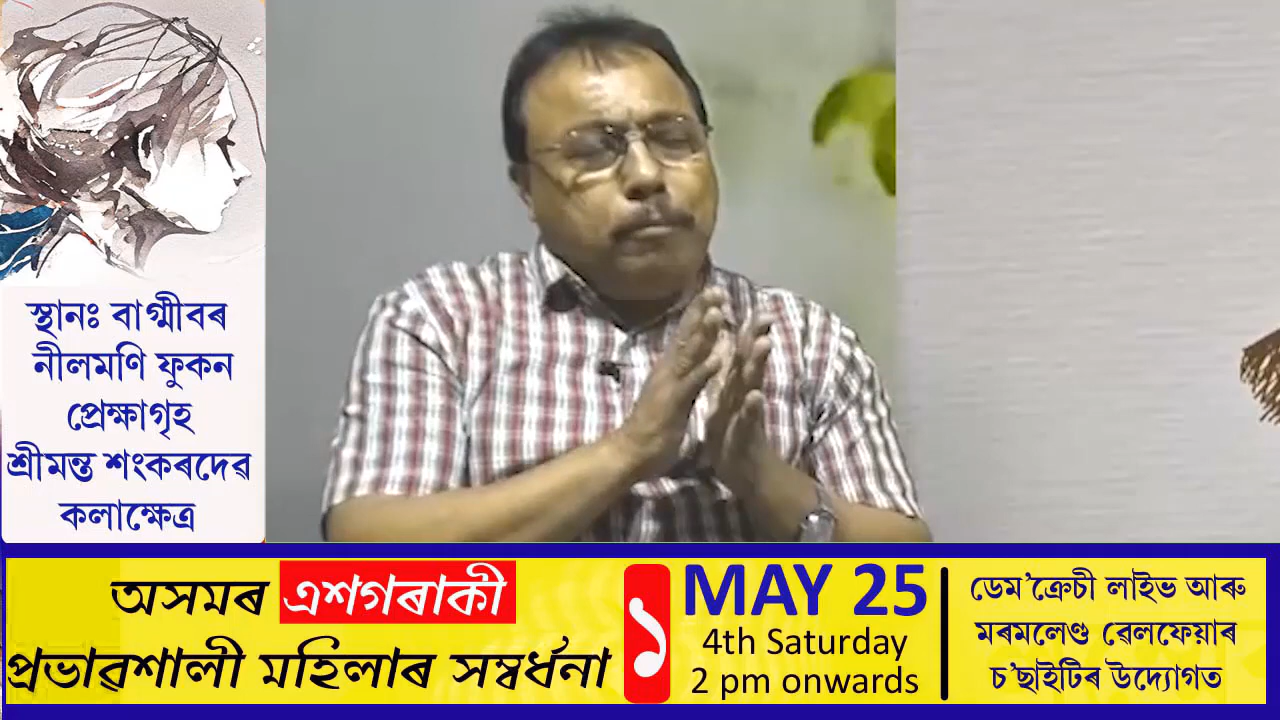 স্থানঃ বাগ্মীবৰ
নীলমণি ফুকন
প্ৰেক্ষাগৃহ
শ্ৰীমন্ত শংকৰদেৱ
কলাক্ষেত্ৰ
অসমৰ এশগৰাকী
প্ৰভাৱশালী মহিলাৰ সম্বৰ্ধনা
১
MAY 25
4th Saturday
2 pm onwards
ডেম'ক্ৰেচী লাইভ আৰু
মৰমলেণ্ড ৱেলফেয়াৰ
চ'ছাইটিৰ উদ্যোগত